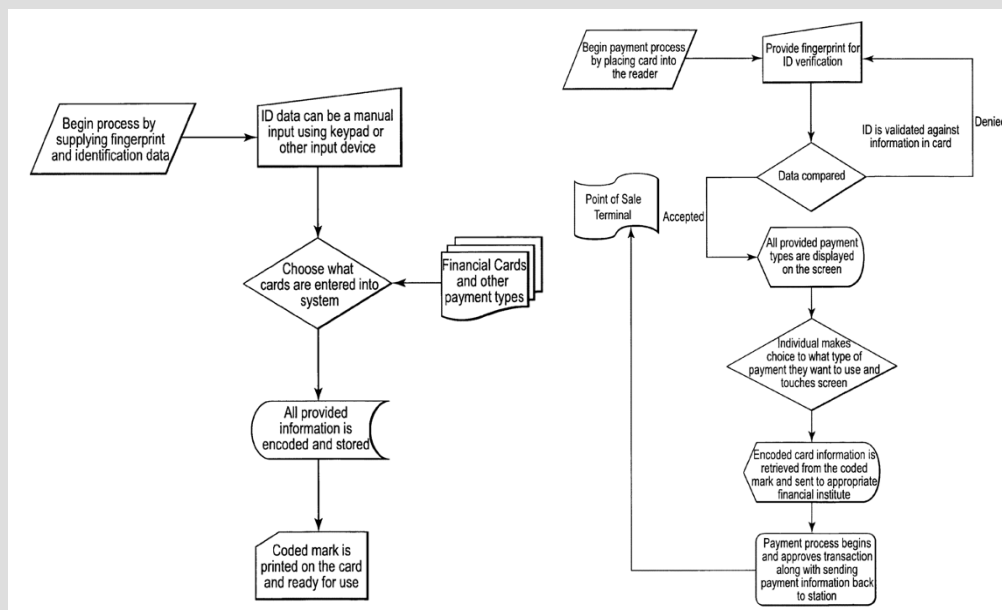 Begin process by
supplying fingerprint
and identification data
ID data can be a manual
input using keypad or
other input device
Choose what
cards are entered into
system
Financial Cards
and other
payment types
All provided
information is
encoded and stored
Coded mark is
printed on the card
and ready for use
Begin payment process
by placing card into
the reader
Provide fingerprint for
ID verification
Denied
ID is validated against
information in card
Data compared
Accepted
Point of Sale
Terminal
All provided payment
types are displayed
on the screen
Individual makes
choice to what type of
payment they want to use and
touches screen
Encoded card information is
retrieved from the coded
mark and sent to appropriate
financial institute
Payment process begins
and approves transaction
along with sending
payment information back
to station